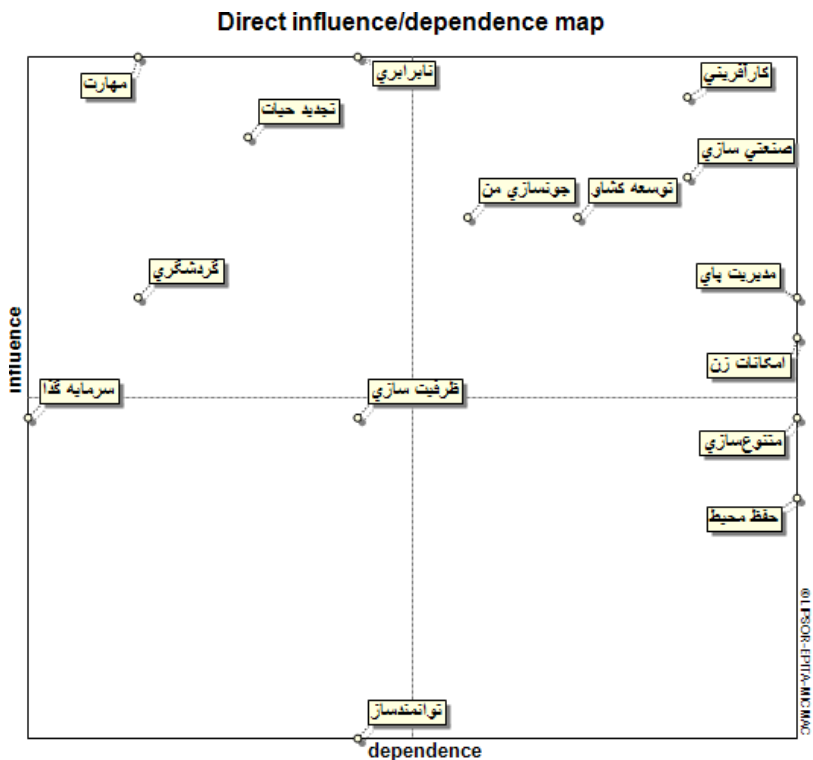 Direct influence/dependence map
مهارت
نابرابري
كارآفريني
تجديد حيات
صنعتي سازي
جونسازي من
توسعه كشاو
گردشگري
مديريت پاي
امكانات زن
سرمايه گذا
ظرفيت سازي
متنوع‌سازي
حفظ محيط
توانمندساز
influence
dependence
© LIPSOR-EPITA-MICMAC